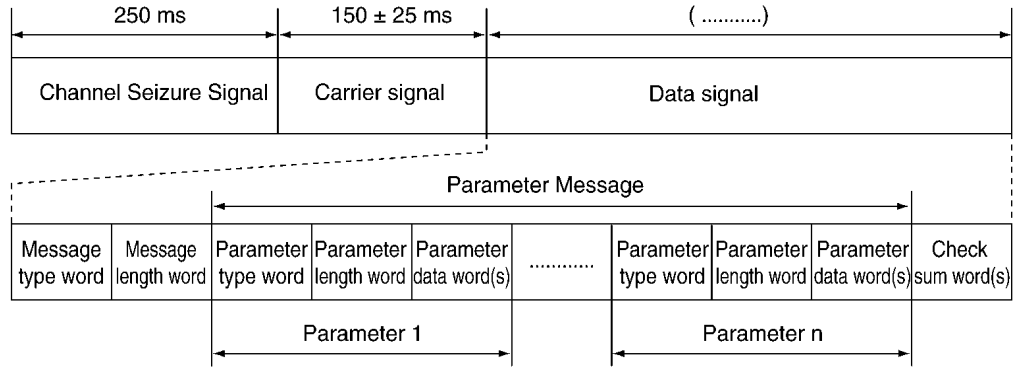 250 ms 150 ± 25 ms ( ...........)
Channel Seizure Signal Carrier signal Data signal
Parameter Message
Message Message Parameter Parameter Parameter Parameter Parameter Parameter Check
type word length word type word length word data word(s) ............ type word length word data word(s) sum word(s)
Parameter 1 Parameter n